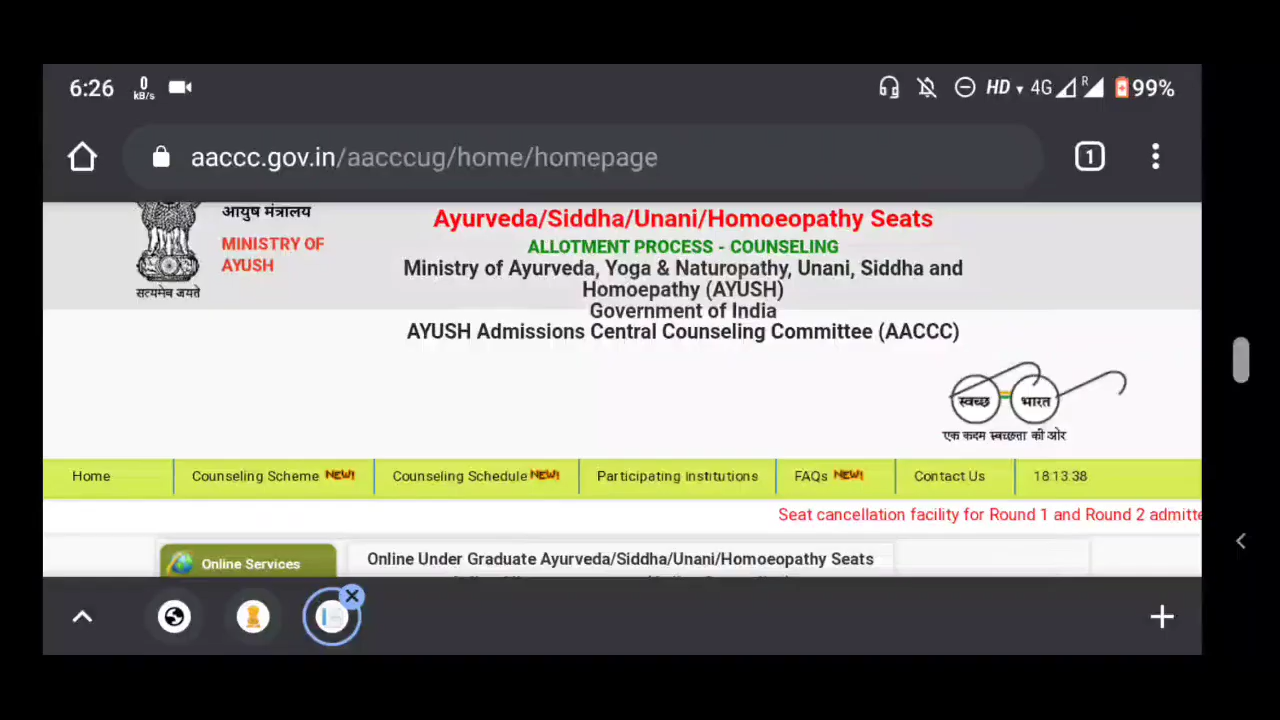 6:26 0 kB/s HD 4G R 99%
aaccc.gov.in/aacccug/home/homepage 1
आयुष मंत्रालय
MINISTRY OF
AYUSH
सत्यमेव जयते
Ayurveda/Siddha/Unani/Homoeopathy Seats
ALLOTMENT PROCESS - COUNSELING
Ministry of Ayurveda, Yoga & Naturopathy, Unani, Siddha and
Homoepathy (AYUSH)
Government of India
AYUSH Admissions Central Counseling Committee (AACCC)
स्वच्छ भारत
एक कदम स्वच्छता की ओर
Home Counseling Scheme NEW! Counseling Schedule NEW! Participating Institutions FAQs NEW! Contact Us 18:13:38
Seat cancellation facility for Round 1 and Round 2 admitte
Online Services
Online Under Graduate Ayurveda/Siddha/Unani/Homoeopathy Seats